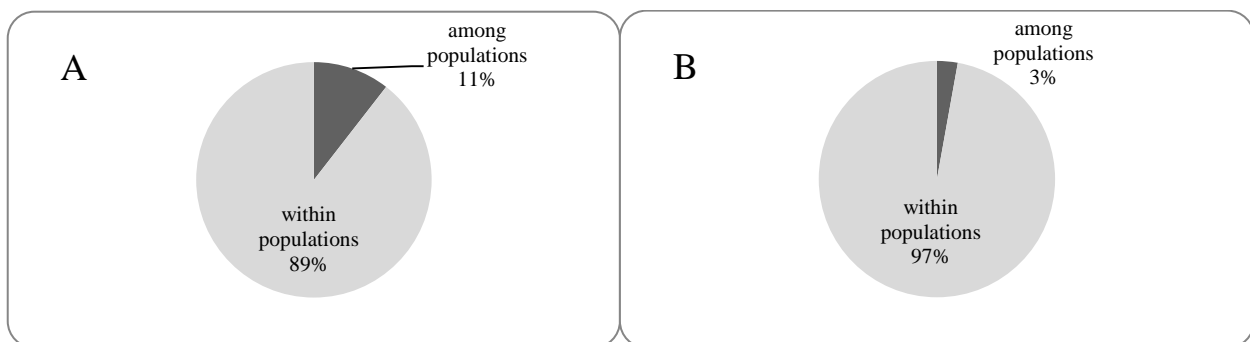 A
among
populations
11%
within
populations
89%
B
among
populations
3%
within
populations
97%